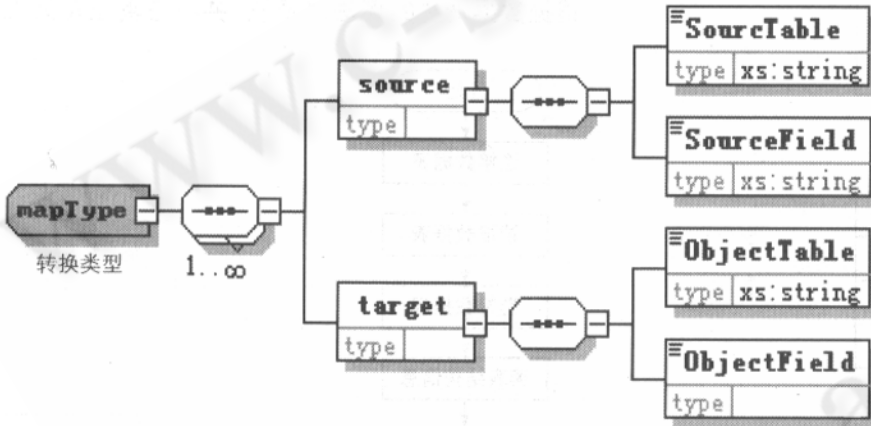 SourcTable
type xs:string
source
type
SourceField
type xs:string
mapType
转换类型
1..∞
ObjectTable
type xs:string
target
type
ObjectField
type